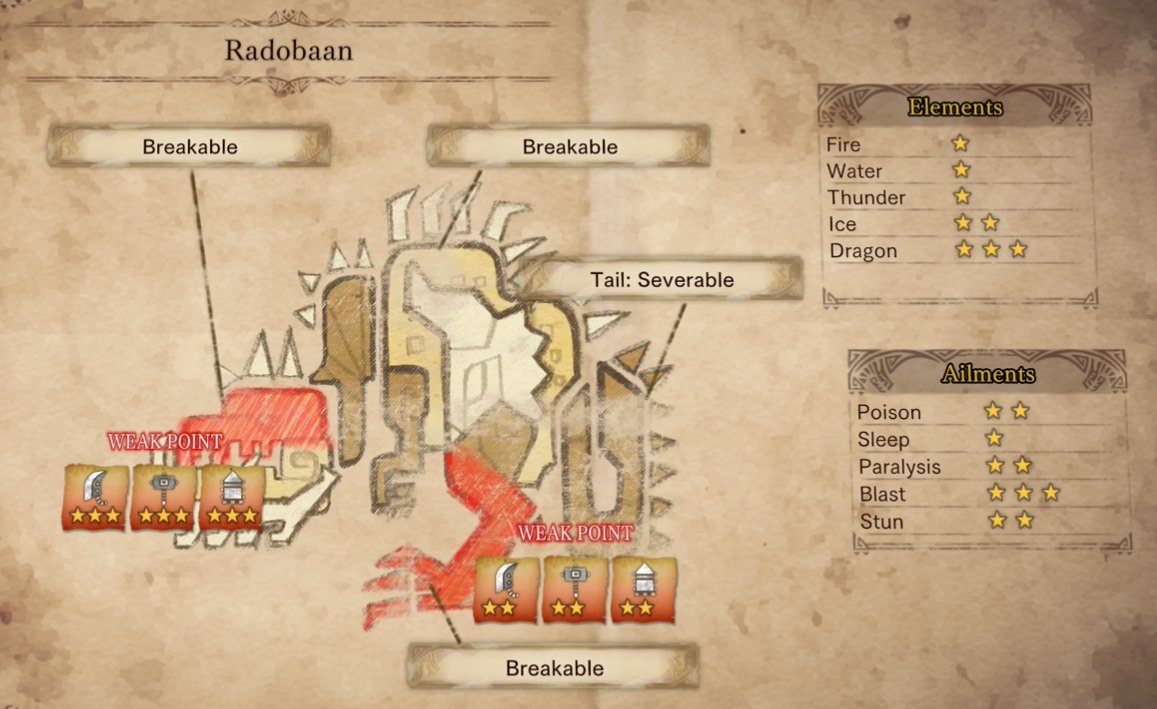 Radobaan
Breakable
Breakable
Tail: Severable
WEAK POINT
WEAK POINT
Breakable
Elements
Fire
Water
Thunder
Ice
Dragon
Ailments
Poison
Sleep
Paralysis
Blast
Stun